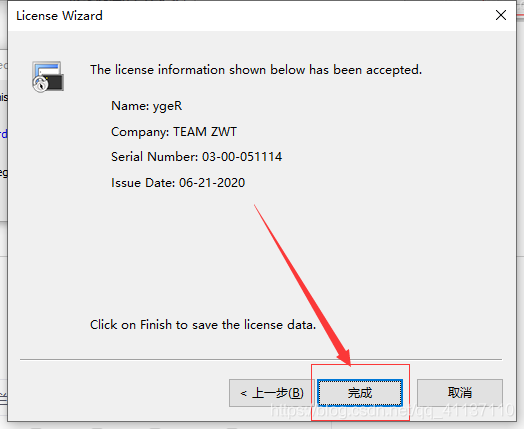 License Wizard
The license information shown below has been accepted.
Name: ygeR
Company: TEAM ZWT
Serial Number: 03-00-051114
Issue Date: 06-21-2020
Click on Finish to save the license data.
< 上一步(B)
完成
取消
https://blog.csdn.net/qq_41137110